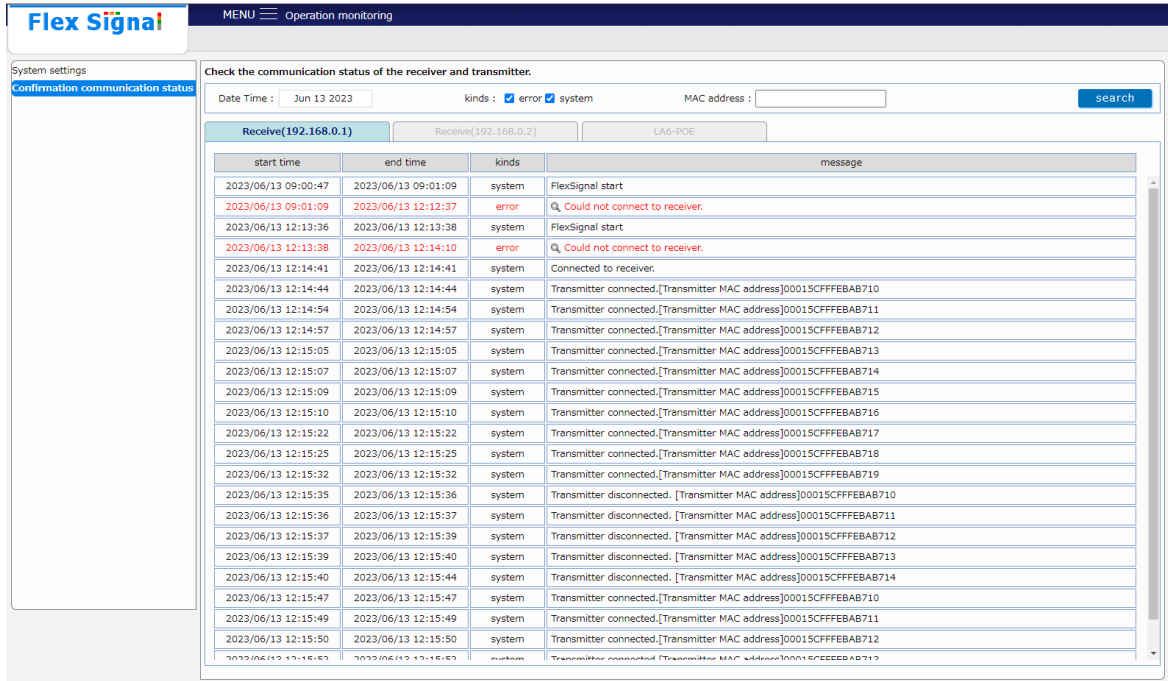 Flex Signal
MENU Operation monitoring
System settings
Confirmation communication status
Check the communication status of the receiver and transmitter.
Date Time : Jun 13 2023 kinds : error system MAC address : search
Receive(192.168.0.1) Receive(192.168.0.2) LA6-POE
start time end time kinds message
2023/06/13 09:00:47 2023/06/13 09:01:09 system FlexSignal start
2023/06/13 09:01:09 2023/06/13 12:12:37 error Could not connect to receiver.
2023/06/13 12:13:36 2023/06/13 12:13:38 system FlexSignal start
2023/06/13 12:13:38 2023/06/13 12:14:10 error Could not connect to receiver.
2023/06/13 12:14:41 2023/06/13 12:14:41 system Connected to receiver.
2023/06/13 12:14:44 2023/06/13 12:14:44 system Transmitter connected.[Transmitter MAC address]00015CFFFEBAB710
2023/06/13 12:14:54 2023/06/13 12:14:54 system Transmitter connected.[Transmitter MAC address]00015CFFFEBAB711
2023/06/13 12:14:57 2023/06/13 12:14:57 system Transmitter connected.[Transmitter MAC address]00015CFFFEBAB712
2023/06/13 12:15:05 2023/06/13 12:15:05 system Transmitter connected.[Transmitter MAC address]00015CFFFEBAB713
2023/06/13 12:15:07 2023/06/13 12:15:07 system Transmitter connected.[Transmitter MAC address]00015CFFFEBAB714
2023/06/13 12:15:09 2023/06/13 12:15:09 system Transmitter connected.[Transmitter MAC address]00015CFFFEBAB715
2023/06/13 12:15:10 2023/06/13 12:15:10 system Transmitter connected.[Transmitter MAC address]00015CFFFEBAB716
2023/06/13 12:15:22 2023/06/13 12:15:22 system Transmitter connected.[Transmitter MAC address]00015CFFFEBAB717
2023/06/13 12:15:25 2023/06/13 12:15:25 system Transmitter connected.[Transmitter MAC address]00015CFFFEBAB718
2023/06/13 12:15:32 2023/06/13 12:15:32 system Transmitter connected.[Transmitter MAC address]00015CFFFEBAB719
2023/06/13 12:15:35 2023/06/13 12:15:36 system Transmitter disconnected. [Transmitter MAC address]00015CFFFEBAB710
2023/06/13 12:15:36 2023/06/13 12:15:37 system Transmitter disconnected. [Transmitter MAC address]00015CFFFEBAB711
2023/06/13 12:15:37 2023/06/13 12:15:39 system Transmitter disconnected. [Transmitter MAC address]00015CFFFEBAB712
2023/06/13 12:15:39 2023/06/13 12:15:40 system Transmitter disconnected. [Transmitter MAC address]00015CFFFEBAB713
2023/06/13 12:15:40 2023/06/13 12:15:44 system Transmitter disconnected. [Transmitter MAC address]00015CFFFEBAB714
2023/06/13 12:15:47 2023/06/13 12:15:47 system Transmitter connected.[Transmitter MAC address]00015CFFFEBAB710
2023/06/13 12:15:49 2023/06/13 12:15:49 system Transmitter connected.[Transmitter MAC address]00015CFFFEBAB711
2023/06/13 12:15:50 2023/06/13 12:15:50 system Transmitter connected.[Transmitter MAC address]00015CFFFEBAB712